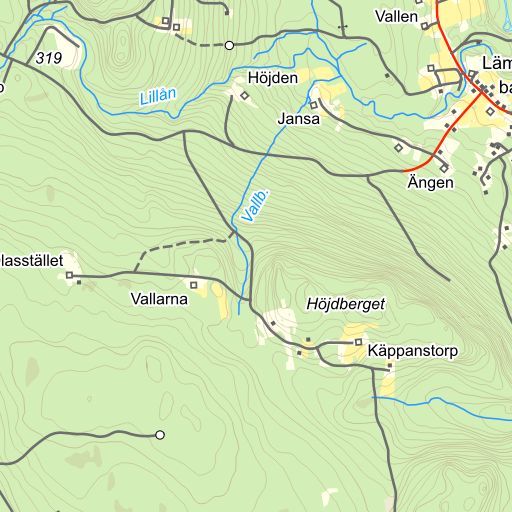 Vallen
319
Läm
Höjden
Lillån
ba
Jansa
Ängen
Vallb.
lasstället
Vallarna
Höjdberget
Käppanstorp